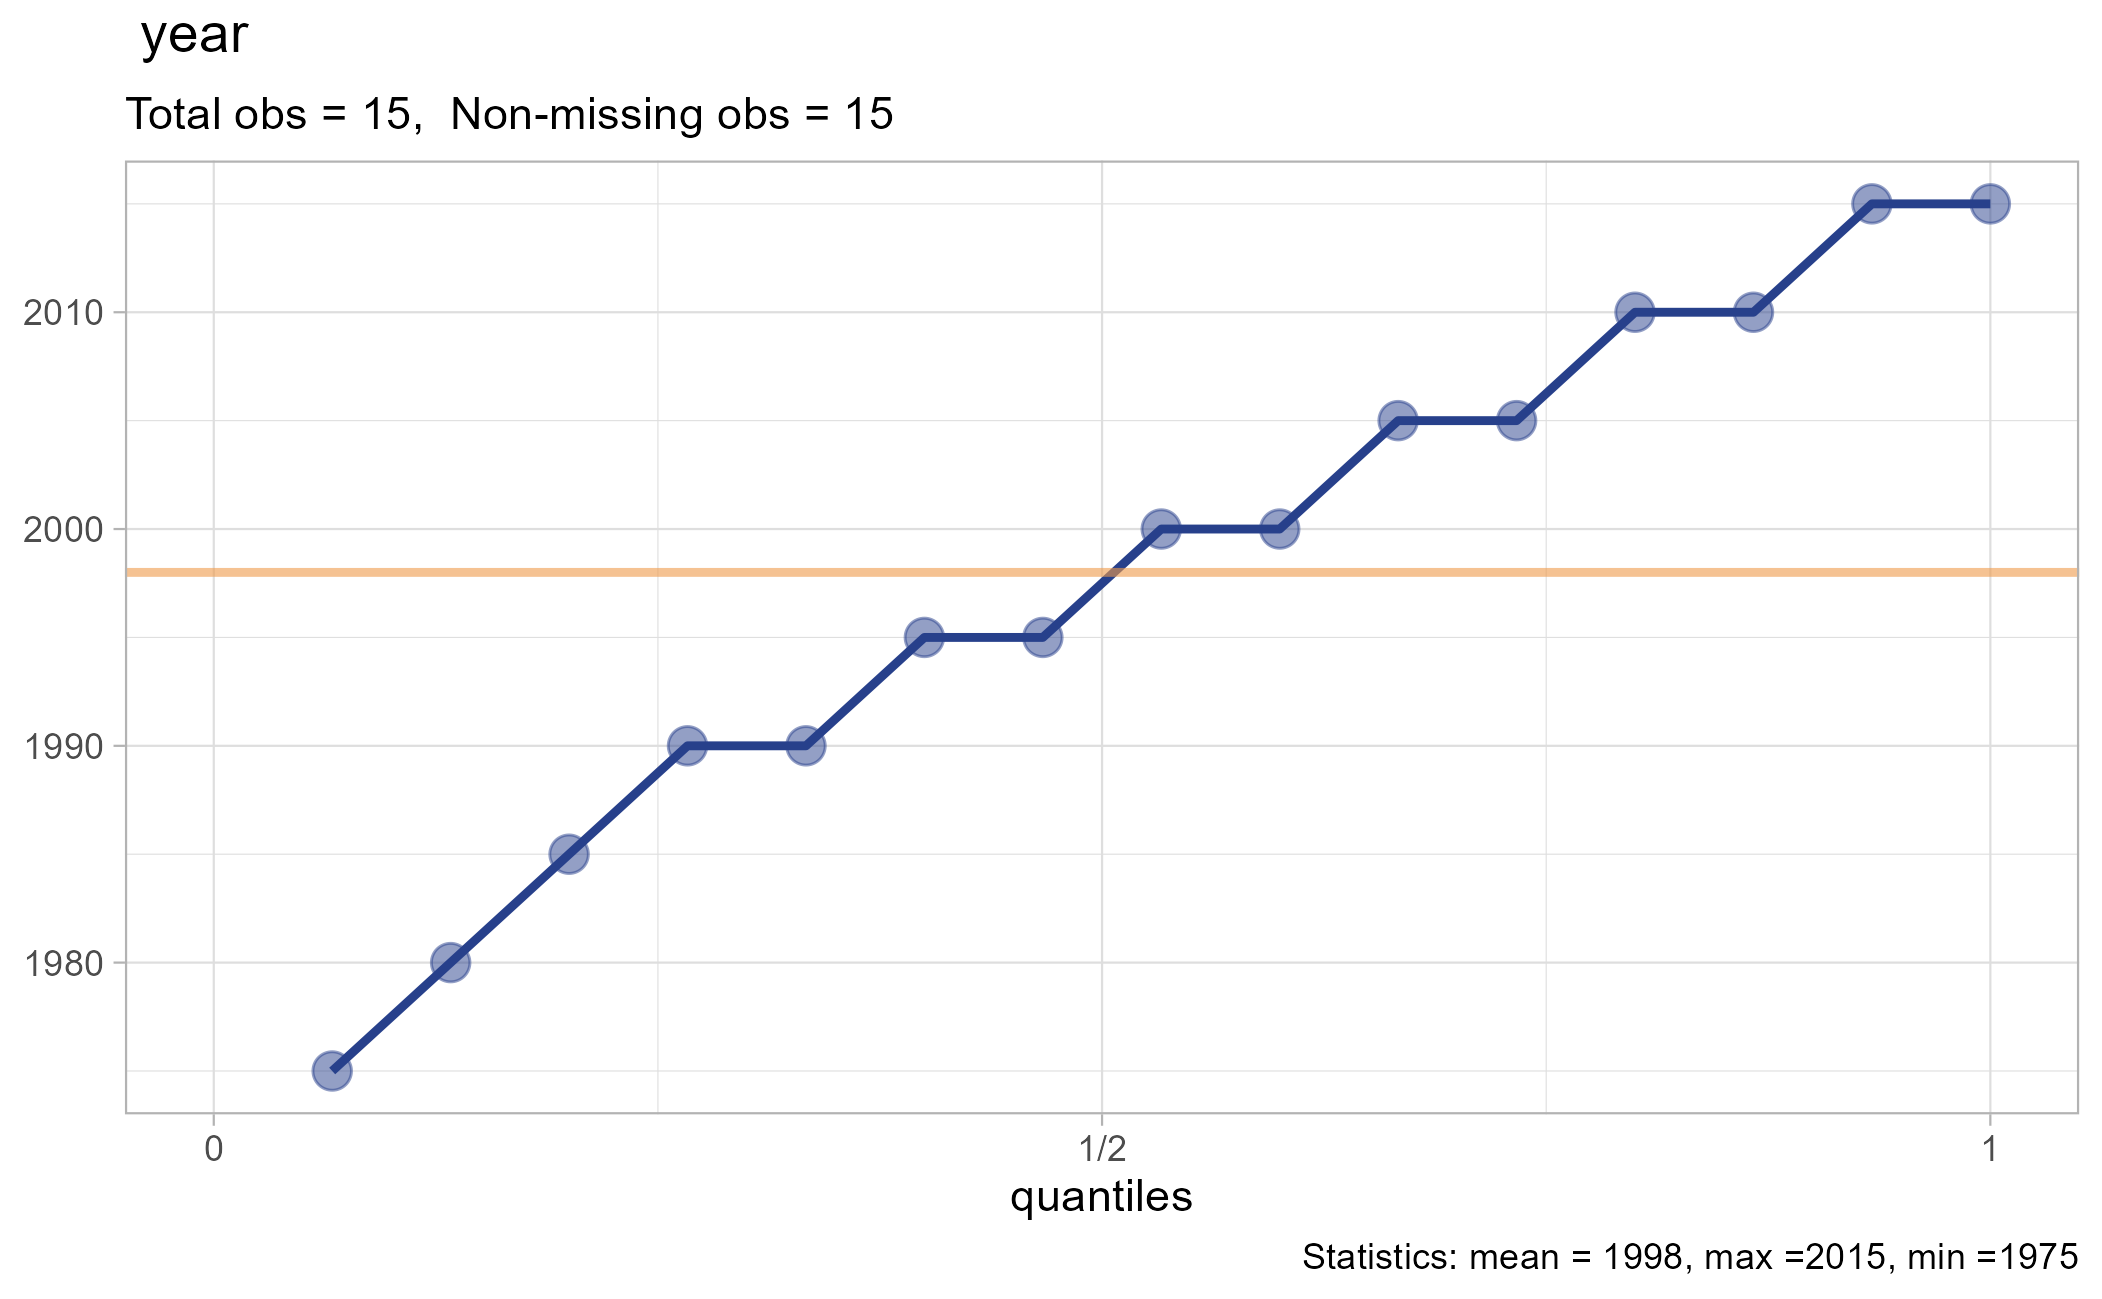 year
Total obs = 15,  Non-missing obs = 15
2010
2000
1990
1980
0 1/2 1
quantiles
Statistics: mean = 1998, max =2015, min =1975